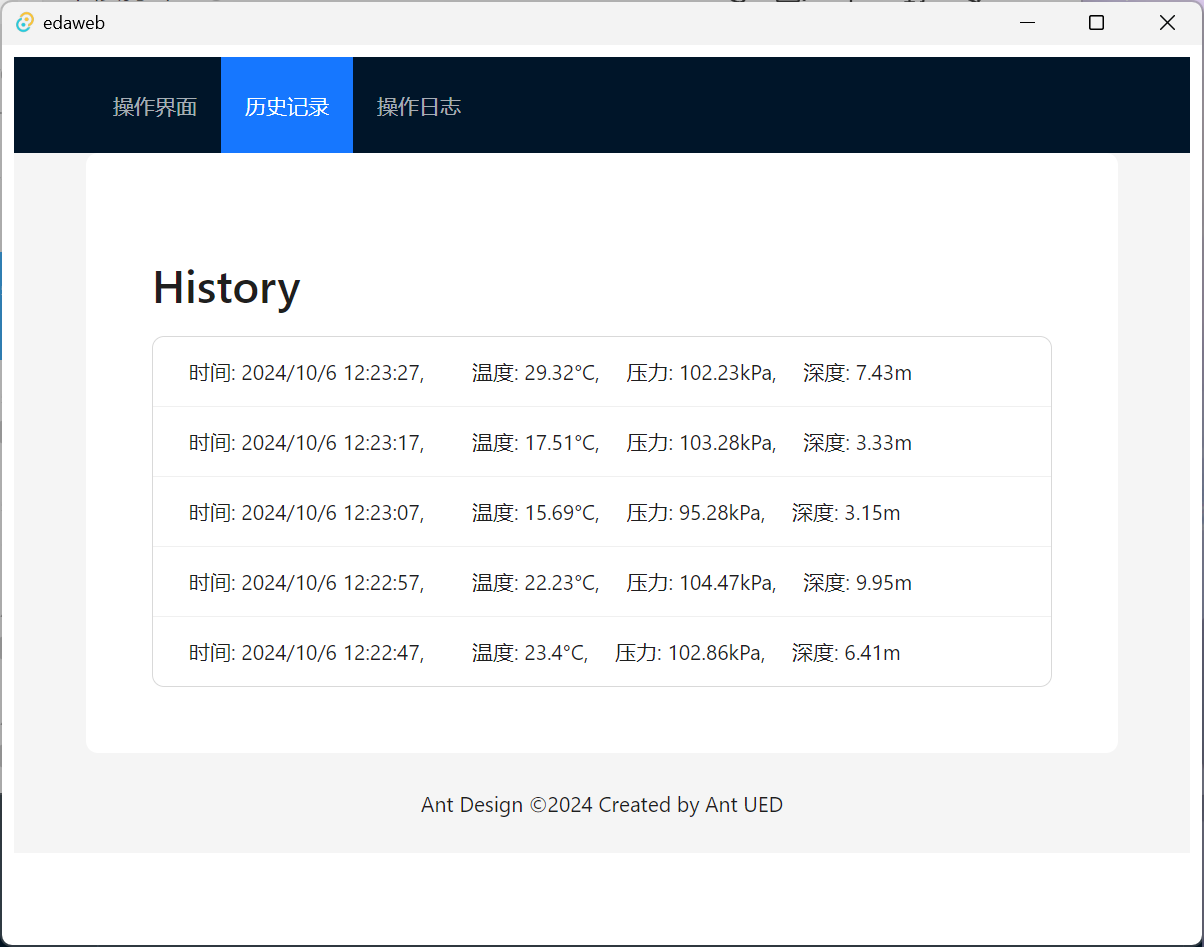 edaweb
操作界面 历史记录 操作日志
History
时间: 2024/10/6 12:23:27, 温度: 29.32°C, 压力: 102.23kPa, 深度: 7.43m
时间: 2024/10/6 12:23:17, 温度: 17.51°C, 压力: 103.28kPa, 深度: 3.33m
时间: 2024/10/6 12:23:07, 温度: 15.69°C, 压力: 95.28kPa, 深度: 3.15m
时间: 2024/10/6 12:22:57, 温度: 22.23°C, 压力: 104.47kPa, 深度: 9.95m
时间: 2024/10/6 12:22:47, 温度: 23.4°C, 压力: 102.86kPa, 深度: 6.41m
Ant Design ©2024 Created by Ant UED